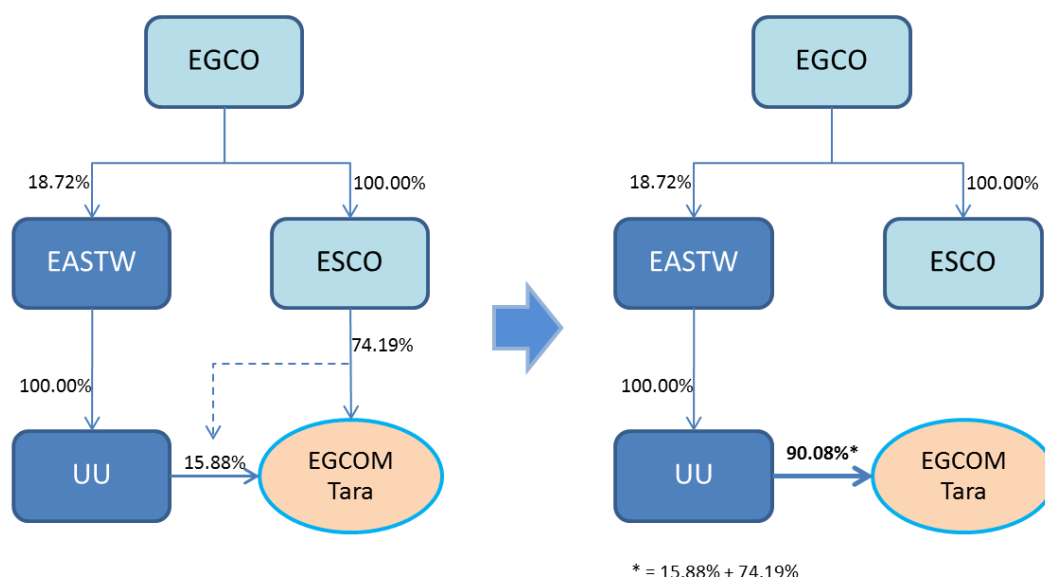 EGCO
18.72%
100.00%
EASTW
ESCO
74.19%
100.00%
UU
15.88%
EGCOM
Tara
EGCO
18.72%
100.00%
EASTW
ESCO
100.00%
UU
90.08%*
EGCOM
Tara
* = 15.88% + 74.19%